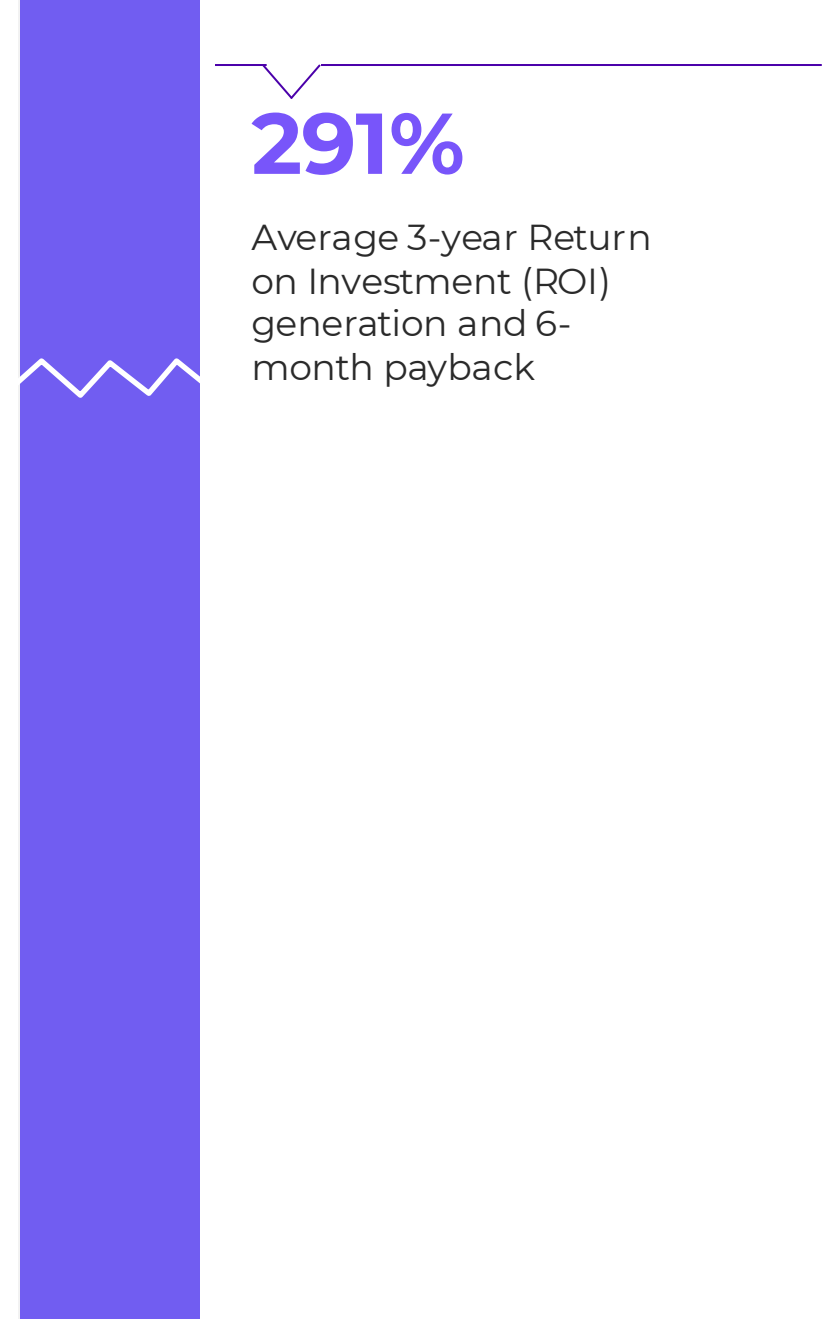 291%
Average 3-year Return
on Investment (ROI)
generation and 6-
month payback